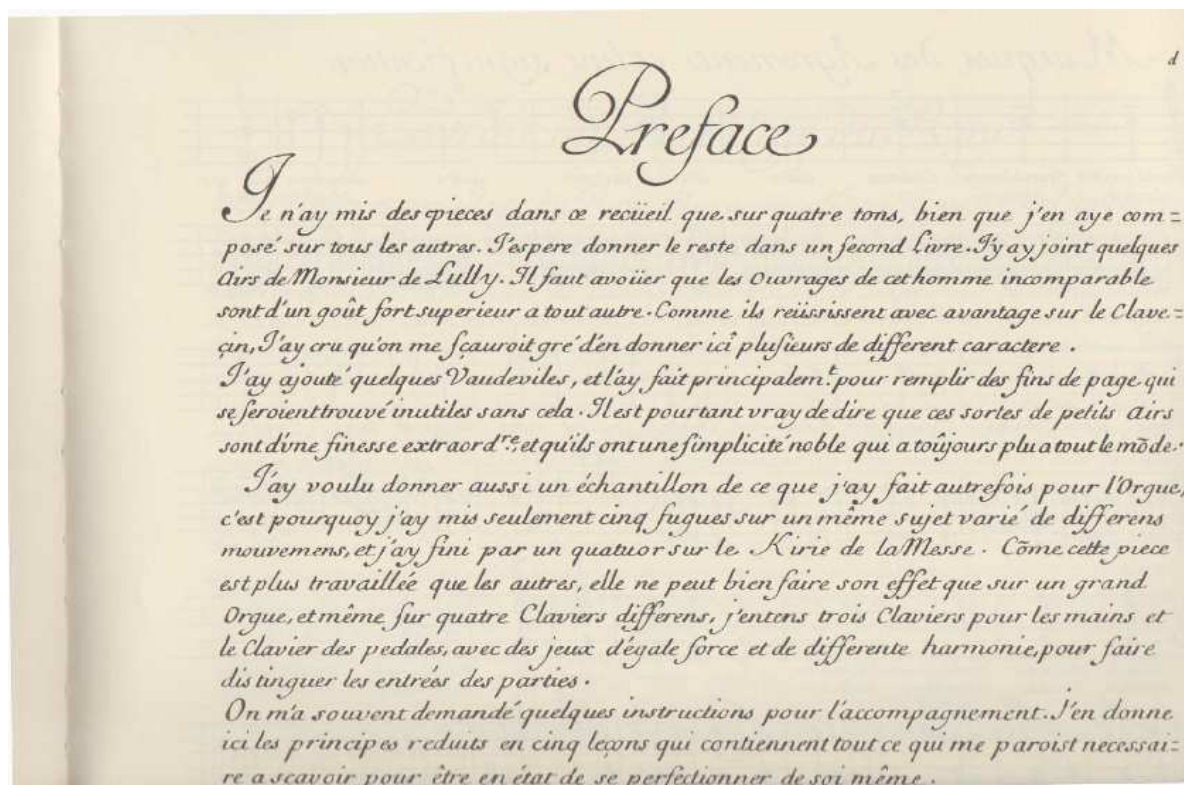 d
Preface
Je n'ay mis des pieces dans ce recüeil que sur quatre tons, bien que j'en aye com=
posé sur tous les autres. J'espere donner le reste dans un second Livre. J'y ay joint quelques
Airs de Monsieur de Lully. Il faut avoüer que les Ouvrages de cet homme incomparable
sont d'un goût fort superieur a tout autre. Comme ils reüssissent avec avantage sur le Clave=
çin, J'ay cru qu'on me sçauroit gré d'en donner ici plusieurs de different caractere.
J'ay ajouté quelques Vaudeviles, et l'ay fait principalem.t pour remplir des fins de page qui
se seroient trouvé inutiles sans cela. Il est pourtant vray de dire que ces sortes de petits Airs
sont d'vne finesse extraord.re, et qu'ils ont une simplicité noble qui a toûjours plu a tout le mõde.
J'ay voulu donner aussi un échantillon de ce que j'ay fait autrefois pour l'Orgue,
c'est pourquoy j'ay mis seulement cinq fugues sur un même sujet varié de differens
mouvemens, et j'ay fini par un quatuor sur le Kirie de la Messe. Cõme cette piece
est plus travaillée que les autres, elle ne peut bien faire son effet que sur un grand
Orgue, et même sur quatre Claviers differens, j'entens trois Claviers pour les mains et
le Clavier des pedales, avec des jeux d'égale force et de differente harmonie, pour faire
distinguer les entrées des parties.
On m'a souvent demandé quelques instructions pour l'accompagnement. J'en donne
ici les principes reduits en cinq leçons qui contiennent tout ce qui me paroist necessai=
re a scavoir pour être en état de se perfectionner de soi même.